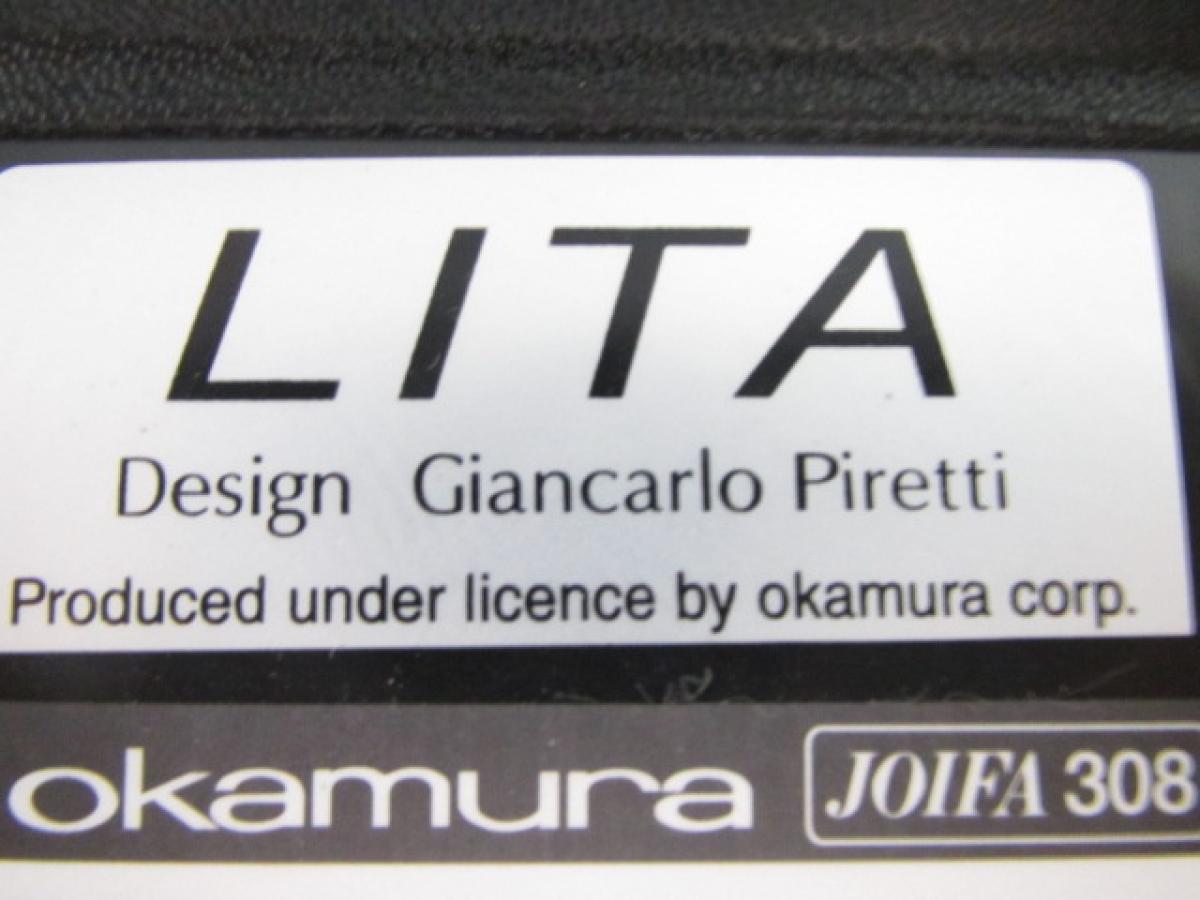 LITA
Design Giancarlo Piretti
Produced under licence by okamura corp.
okamura JOIFA 308